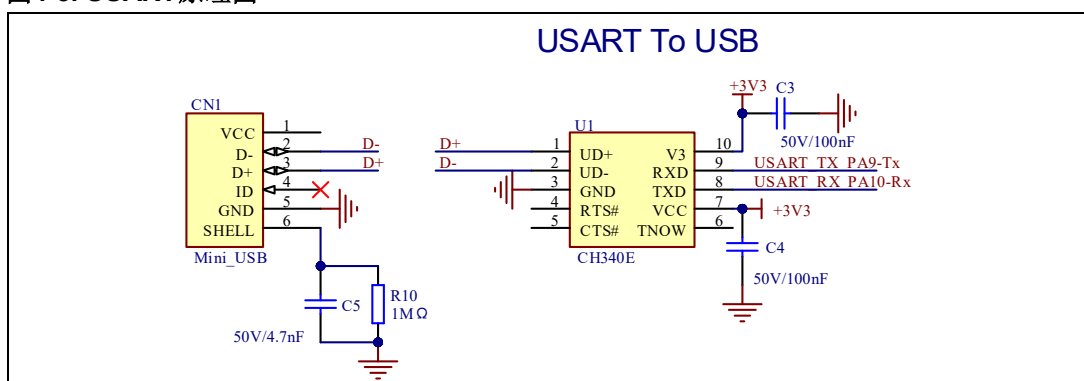 USART To USB
CN1
VCC 1
D- 2 D-
D+ 3 D+
ID 4
GND 5
SHELL 6
Mini_USB
C5
50V/4.7nF
R10
1MΩ
U1
D+ 1 UD+ V3 10
D- 2 UD- RXD 9 USART_TX_PA9-Tx
3 GND TXD 8 USART_RX_PA10-Rx
4 RTS# VCC 7 +3V3
5 CTS# TNOW 6
CH340E
+3V3
C3
50V/100nF
C4
50V/100nF